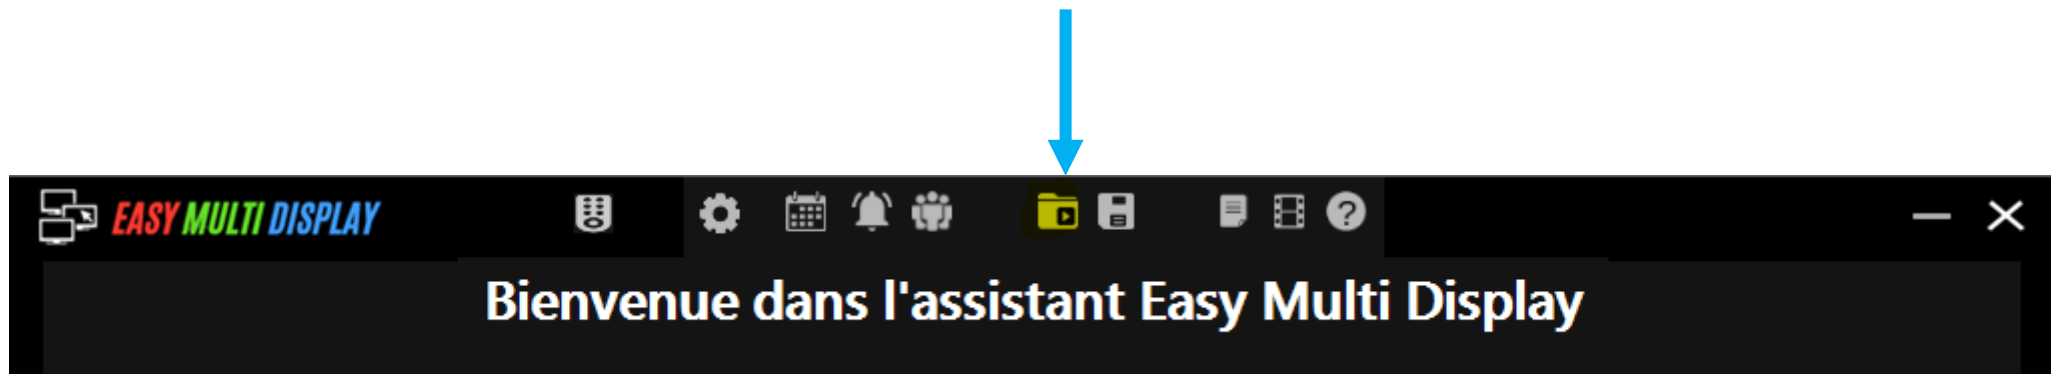 EASY MULTI DISPLAY
Bienvenue dans l'assistant Easy Multi Display